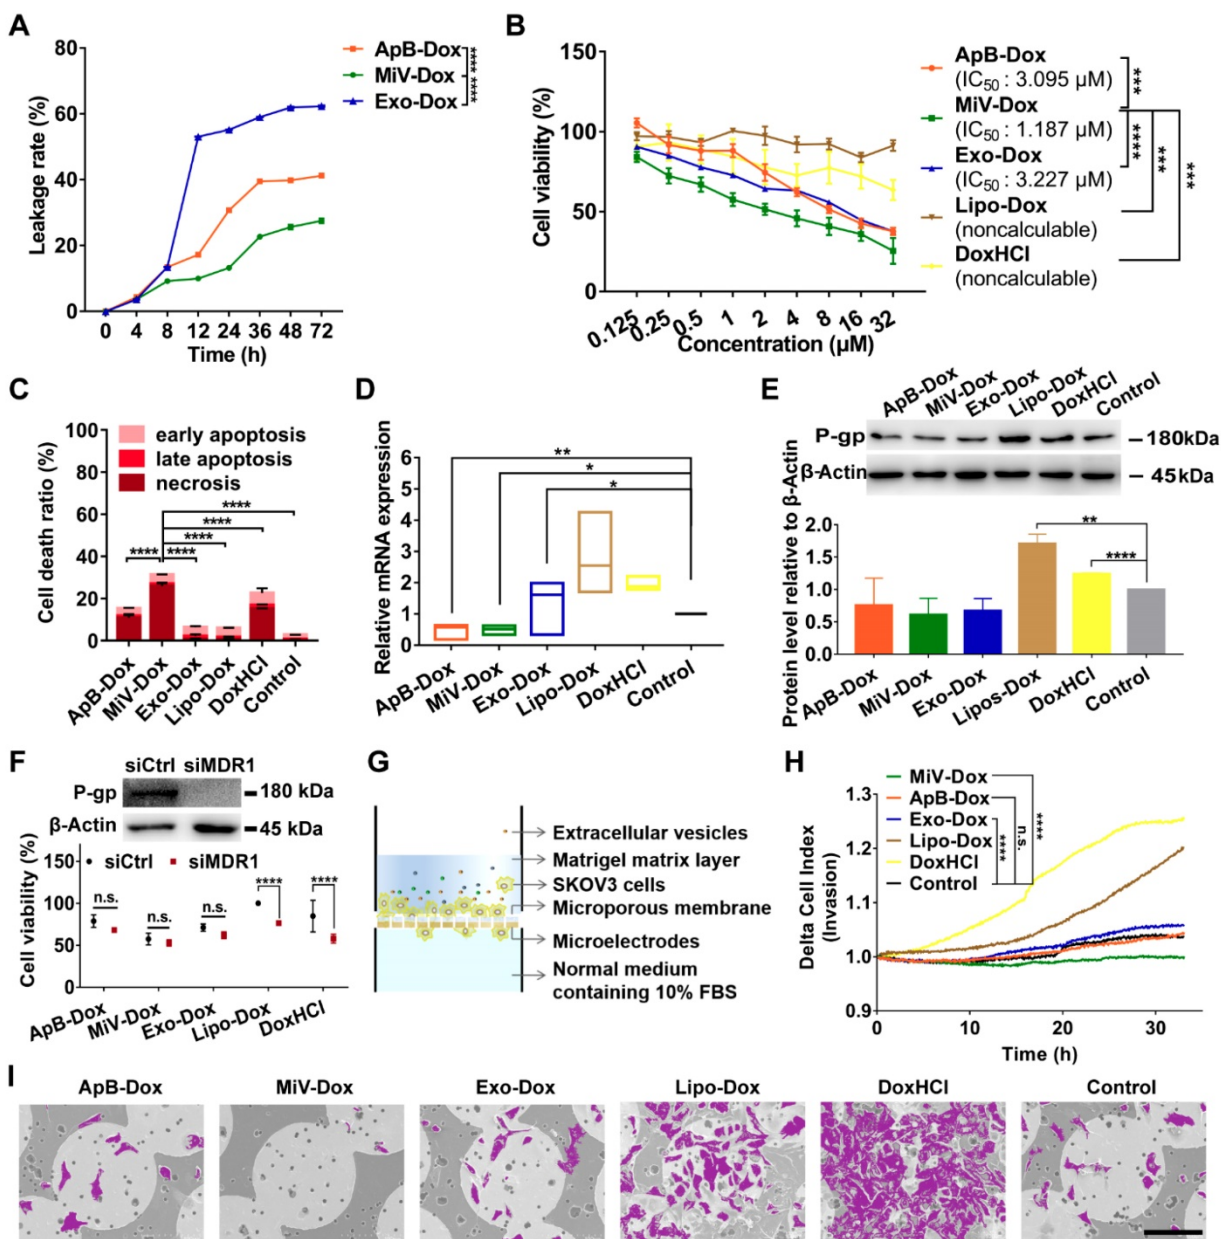 A
80
60
40
20
0
Leakage rate (%)
0 4 8 12 24 36 48 72
Time (h)
ApB-Dox
MiV-Dox
Exo-Dox
**** ****
B
150
100
50
0
Cell viability (%)
0.125 0.25 0.5 1 2 4 8 16 32
Concentration (µM)
ApB-Dox
(IC50 : 3.095 µM)
MiV-Dox
(IC50 : 1.187 µM)
Exo-Dox
(IC50 : 3.227 µM)
Lipo-Dox
(noncalculable)
DoxHCl
(noncalculable)
***
****
***
***
C
100
80
60
40
20
0
Cell death ratio (%)
early apoptosis
late apoptosis
necrosis
****
****
****
**** ****
ApB-Dox
MiV-Dox
Exo-Dox
Lipo-Dox
DoxHCl
Control
D
6
5
4
3
2
1
0
Relative mRNA expression
**
*
*
ApB-Dox
MiV-Dox
Exo-Dox
Lipo-Dox
DoxHCl
Control
E
ApB-Dox
MiV-Dox
Exo-Dox
Lipo-Dox
DoxHCl
Control
P-gp
180kDa
β-Actin
45kDa
2.0
1.5
1.0
0.5
0.0
Protein level relative to β-Actin
**
****
ApB-Dox
MiV-Dox
Exo-Dox
Lipos-Dox
DoxHCl
Control
F
siCtrl siMDR1
P-gp
180 kDa
β-Actin
45 kDa
150
100
50
0
Cell viability (%)
siCtrl siMDR1
n.s.
n.s.
n.s.
****
****
ApB-Dox
MiV-Dox
Exo-Dox
Lipo-Dox
DoxHCl
G
Extracellular vesicles
Matrigel matrix layer
SKOV3 cells
Microporous membrane
Microelectrodes
Normal medium
containing 10% FBS
H
1.3
1.2
1.1
1.0
0.9
Delta Cell Index
(Invasion)
0 10 20 30
Time (h)
MiV-Dox
ApB-Dox
Exo-Dox
Lipo-Dox
DoxHCl
Control
****
n.s.
****
I
ApB-Dox
MiV-Dox
Exo-Dox
Lipo-Dox
DoxHCl
Control